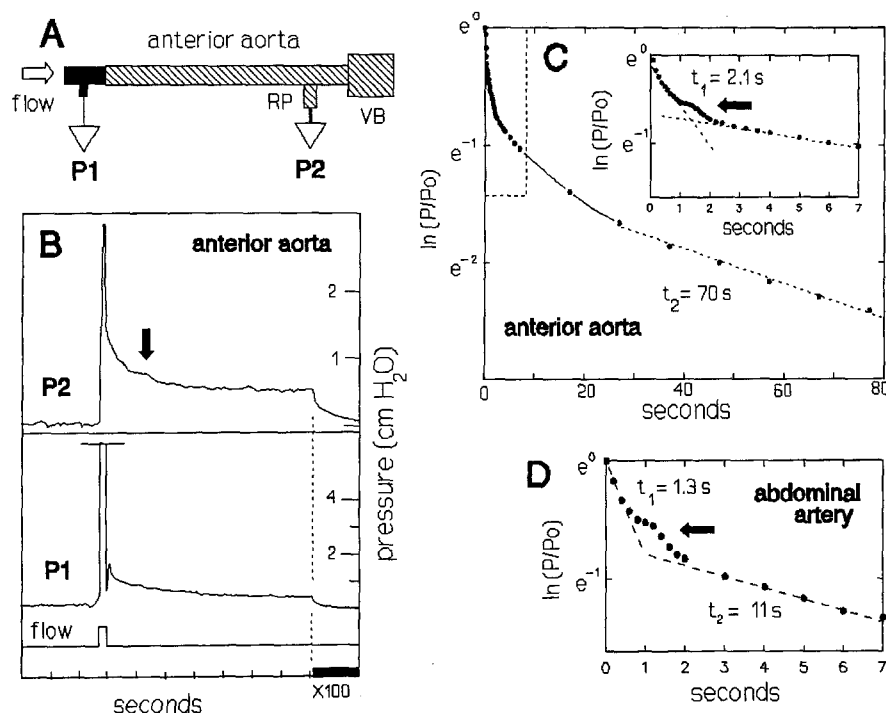 A
anterior aorta
flow
RP
VB
P1
P2
B
anterior aorta
P2
P1
flow
2
1
4
2
pressure (cm H₂O)
X100
seconds
C
e⁰
e⁻¹
e⁻²
ln (P/Po)
t₂ = 70 s
anterior aorta
0
20
40
60
80
seconds
e⁰
e⁻¹
ln (P/Po)
t₁ = 2.1 s
0
1
2
3
4
5
6
7
seconds
D
e⁰
e⁻¹
ln (P/Po)
t₁ = 1.3 s
abdominal
artery
t₂ = 11s
0
1
2
3
4
5
6
7
seconds